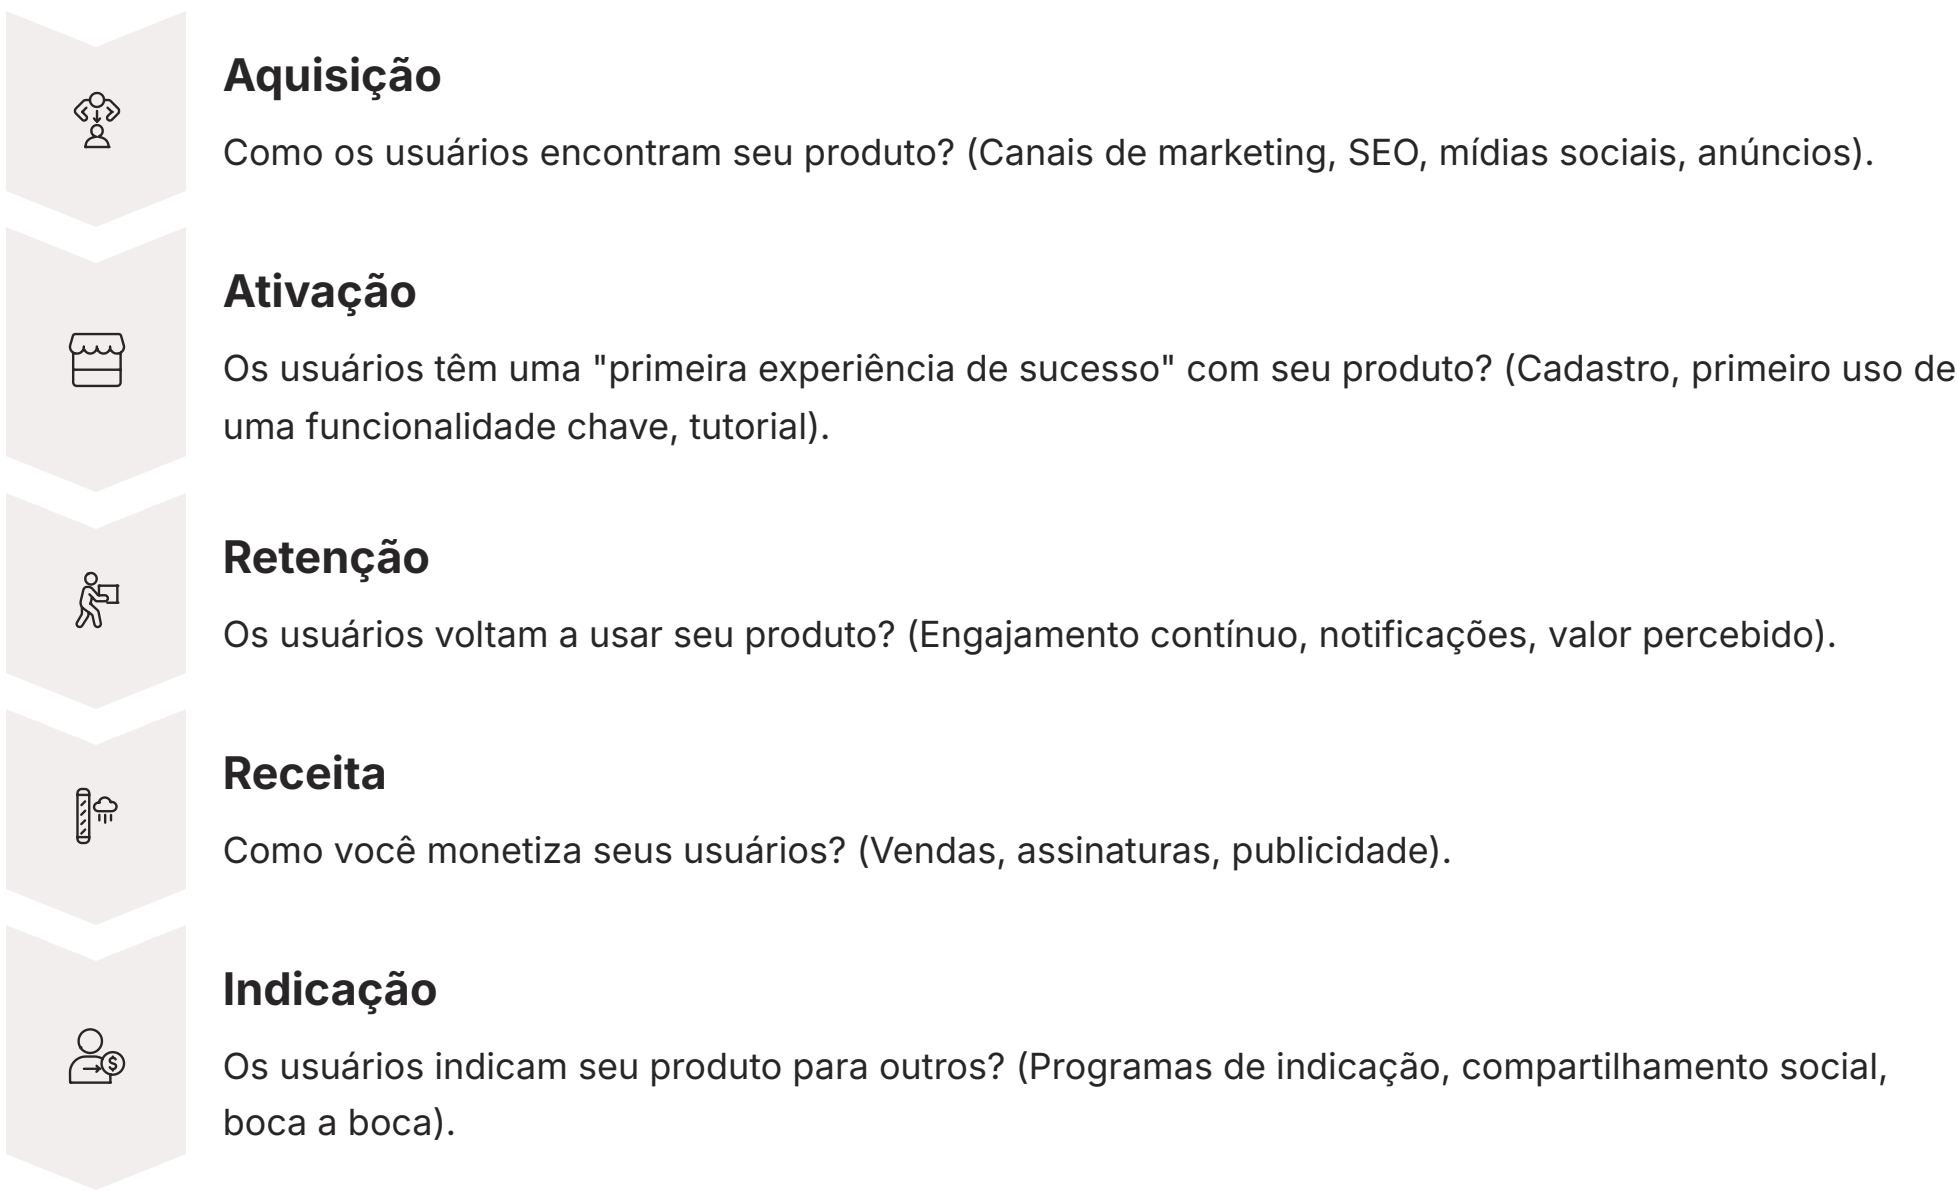 Aquisição
Como os usuários encontram seu produto? (Canais de marketing, SEO, mídias sociais, anúncios).
Ativação
Os usuários têm uma "primeira experiência de sucesso" com seu produto? (Cadastro, primeiro uso de
uma funcionalidade chave, tutorial).
Retenção
Os usuários voltam a usar seu produto? (Engajamento contínuo, notificações, valor percebido).
Receita
Como você monetiza seus usuários? (Vendas, assinaturas, publicidade).
Indicação
Os usuários indicam seu produto para outros? (Programas de indicação, compartilhamento social,
boca a boca).